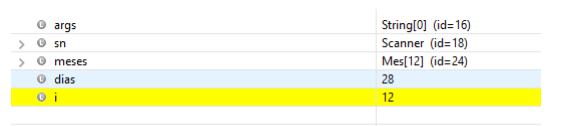 args String[0] (id=16)
sn Scanner (id=18)
meses Mes[12] (id=24)
dias 28
i 12